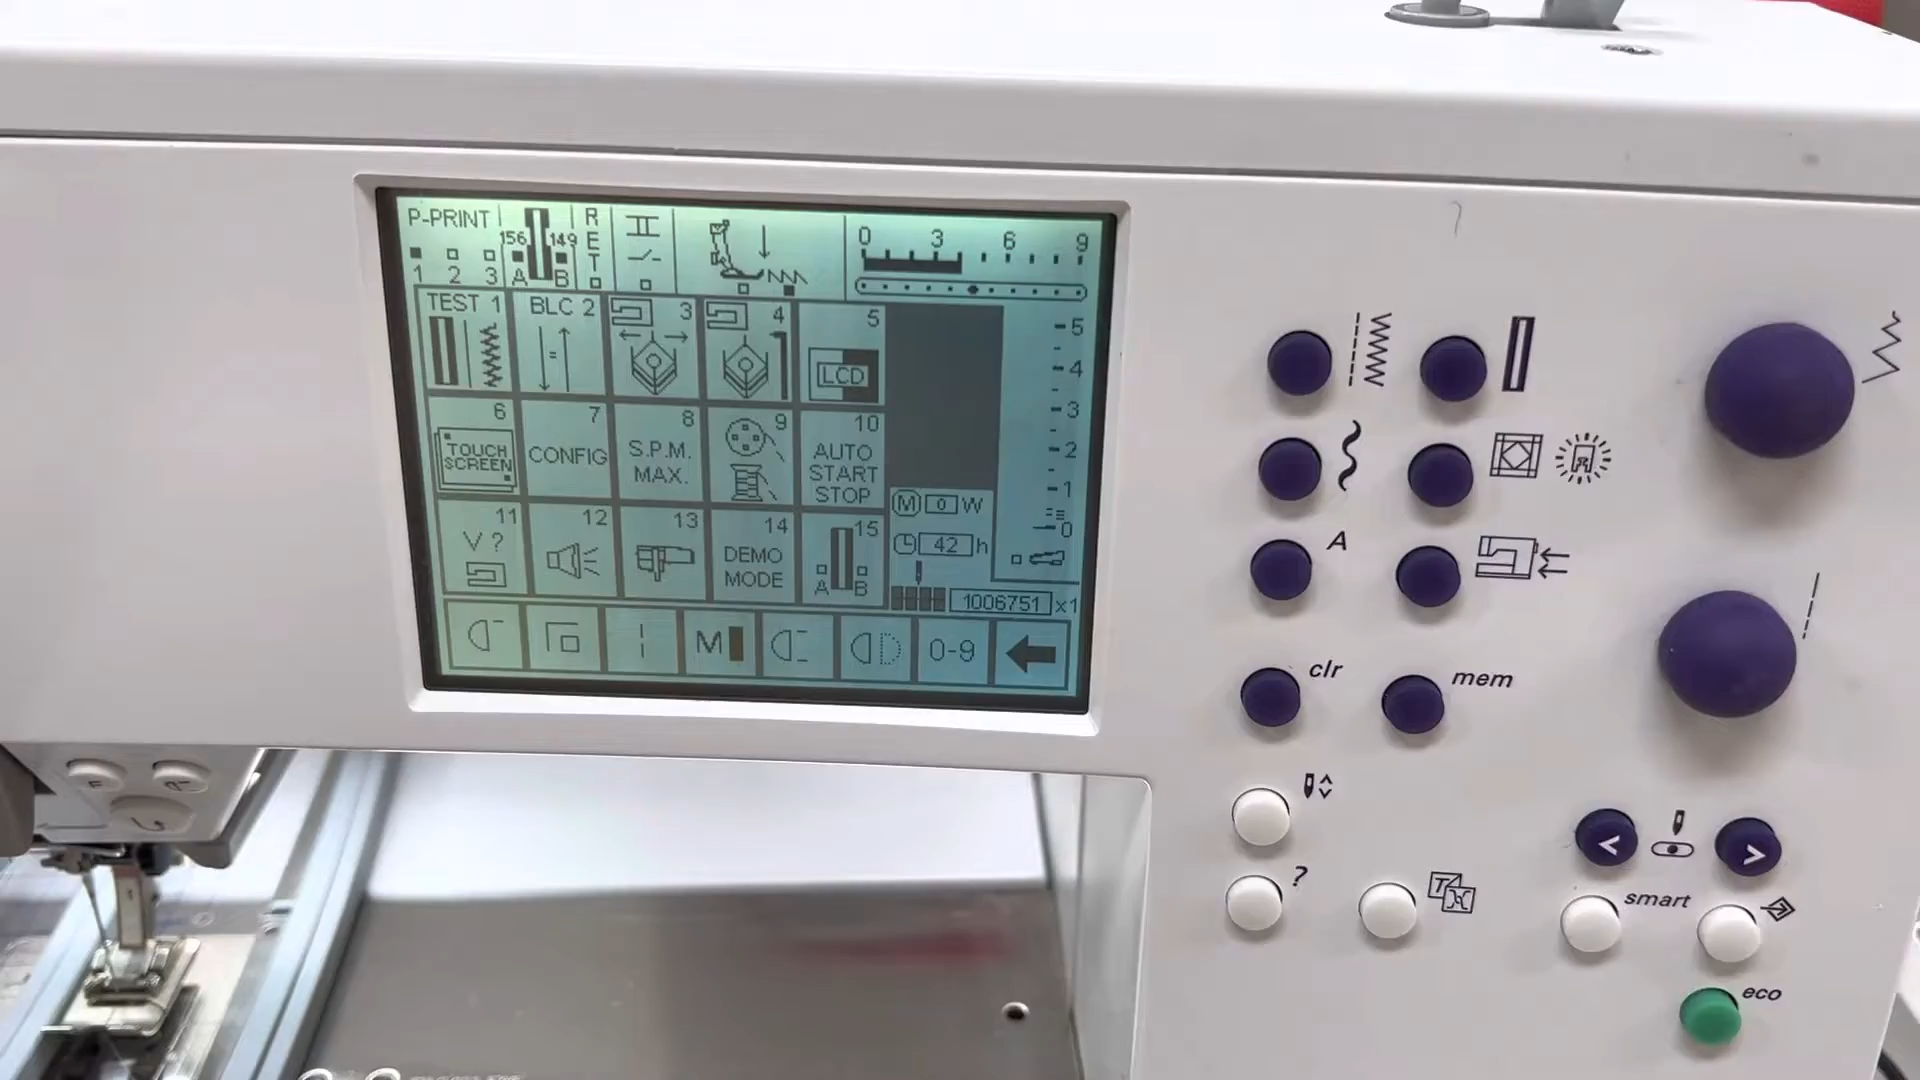 P-PRINT
156 149
RET
1 2 3 A B
0 3 6 9
TEST 1
BLC 2
=
3
4
5
LCD
6
TOUCH
SCREEN
7
CONFIG
8
S.P.M.
MAX.
9
10
AUTO
START
STOP
11
V ?
12
13
14
DEMO
MODE
15
A B
5
4
3
2
1
0
M 0 W
42 h
1006751 x1
M
0-9
A
clr
mem
?
T
< >
smart
eco